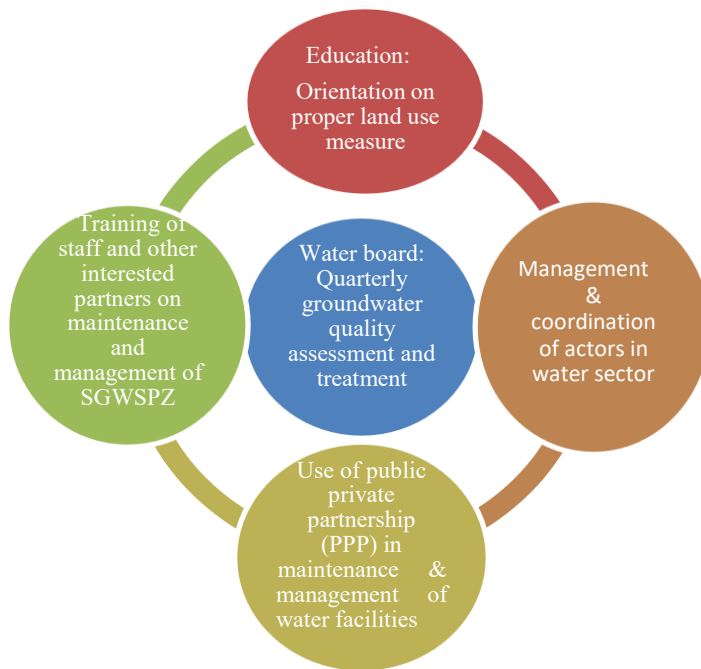 Education:
Orientation on
proper land use
measure
Training of
staff and other
interested
partners on
maintenance
and
management of
SGWSPZ
Water board:
Quarterly
groundwater
quality
assessment and
treatment
Management
&
coordination
of actors in
water sector
Use of public
private
partnership
(PPP) in
maintenance &
management of
water facilities